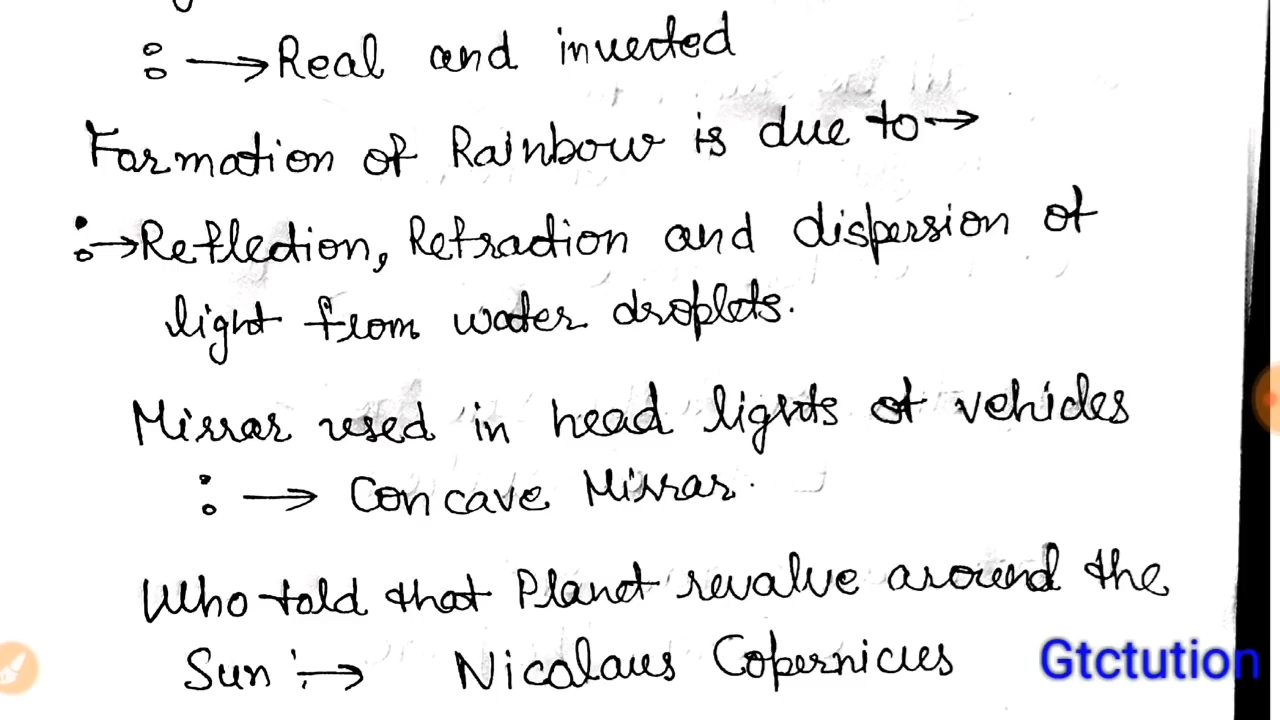 :→ Real and inverted
Formation of Rainbow is due to →
:→ Reflection, Refraction and dispersion of
light from water droplets.
Mirror used in head lights of vehicles
:→ Concave Mirror.
Who told that Planet revolve around the
Sun :→ Nicolaus Copernicus
Gtctution